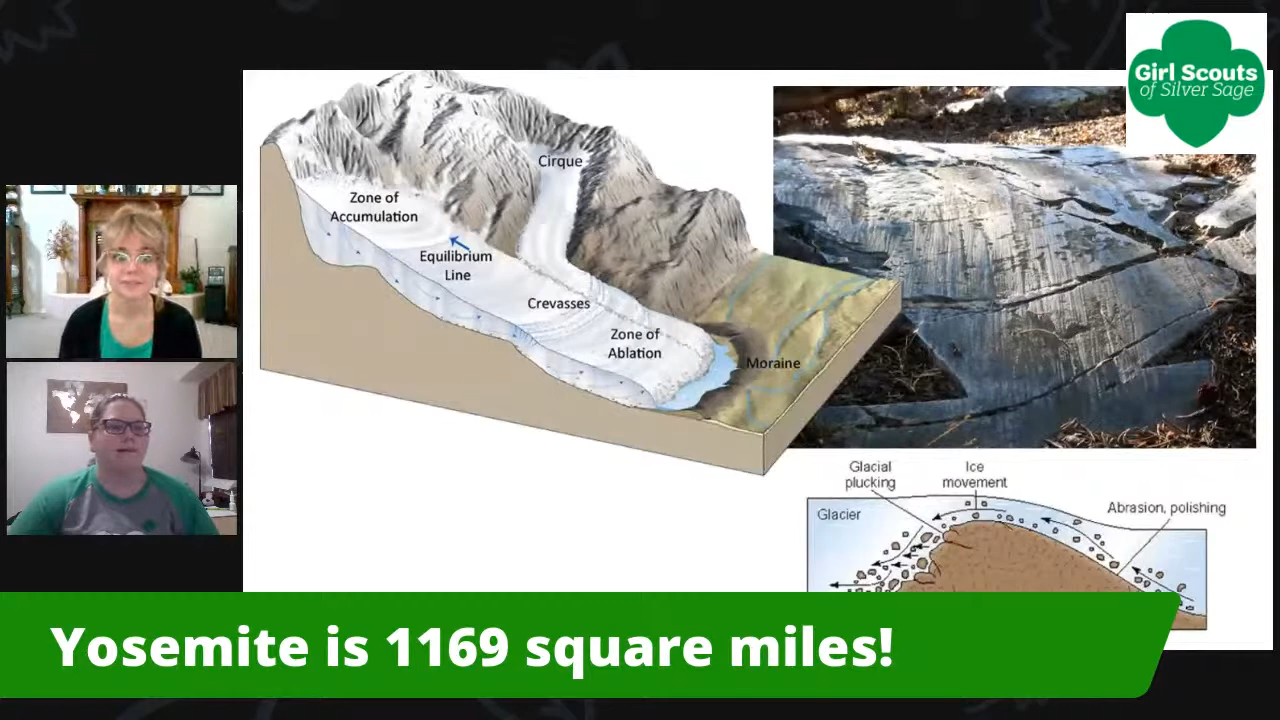 Girl Scouts
of Silver Sage
Cirque
Zone of
Accumulation
Equilibrium
Line
Crevasses
Zone of
Ablation
Moraine
Glacial
plucking
Ice
movement
Glacier
Abrasion, polishing
Yosemite is 1169 square miles!